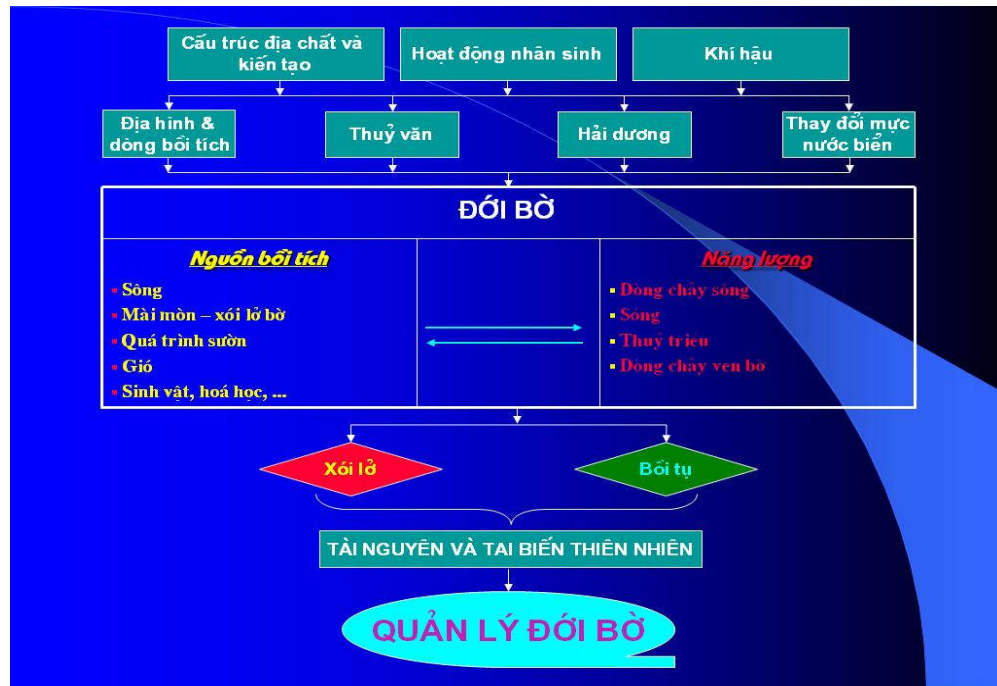 Cấu trúc địa chất và
kiến tạo
Hoạt động nhân sinh
Khí hậu
Địa hình &
dòng bồi tích
Thuỷ văn
Hải dương
Thay đổi mực
nước biển
ĐỚI BỜ
Nguồn bồi tích
Sông
Mài mòn – xói lở bờ
Quá trình sườn
Gió
Sinh vật, hoá học, ...
Năng lượng
Dòng chảy sông
Sóng
Thuỷ triều
Dòng chảy ven bờ
Xói lở
Bồi tụ
TÀI NGUYÊN VÀ TAI BIẾN THIÊN NHIÊN
QUẢN LÝ ĐỚI BỜ